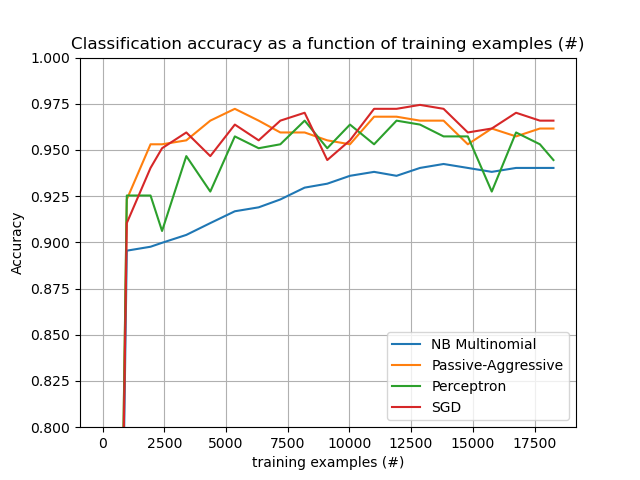 Classification accuracy as a function of training examples (#)
1.000
0.975
0.950
0.925
0.900
0.875
0.850
0.825
0.800
Accuracy
NB Multinomial
Passive-Aggressive
Perceptron
SGD
0 2500 5000 7500 10000 12500 15000 17500
training examples (#)